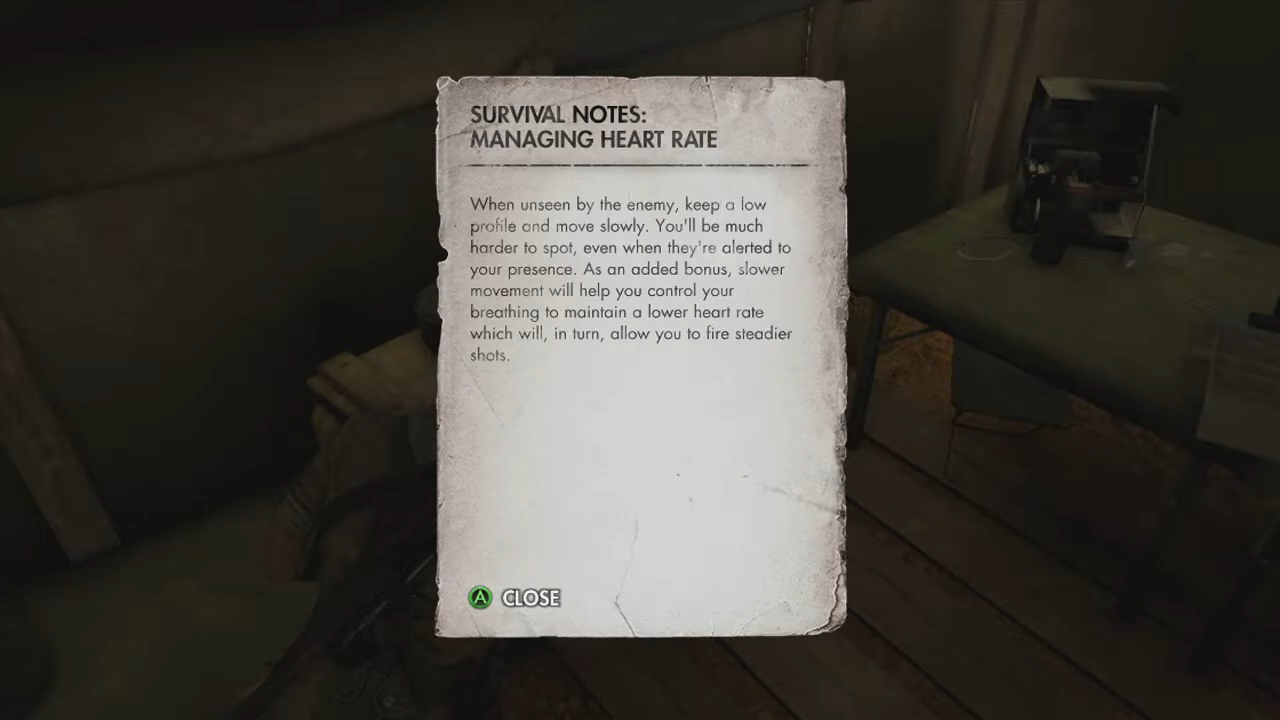 SURVIVAL NOTES:
MANAGING HEART RATE
When unseen by the enemy, keep a low
profile and move slowly. You'll be much
harder to spot, even when they're alerted to
your presence. As an added bonus, slower
movement will help you control your
breathing to maintain a lower heart rate
which will, in turn, allow you to fire steadier
shots.
A CLOSE